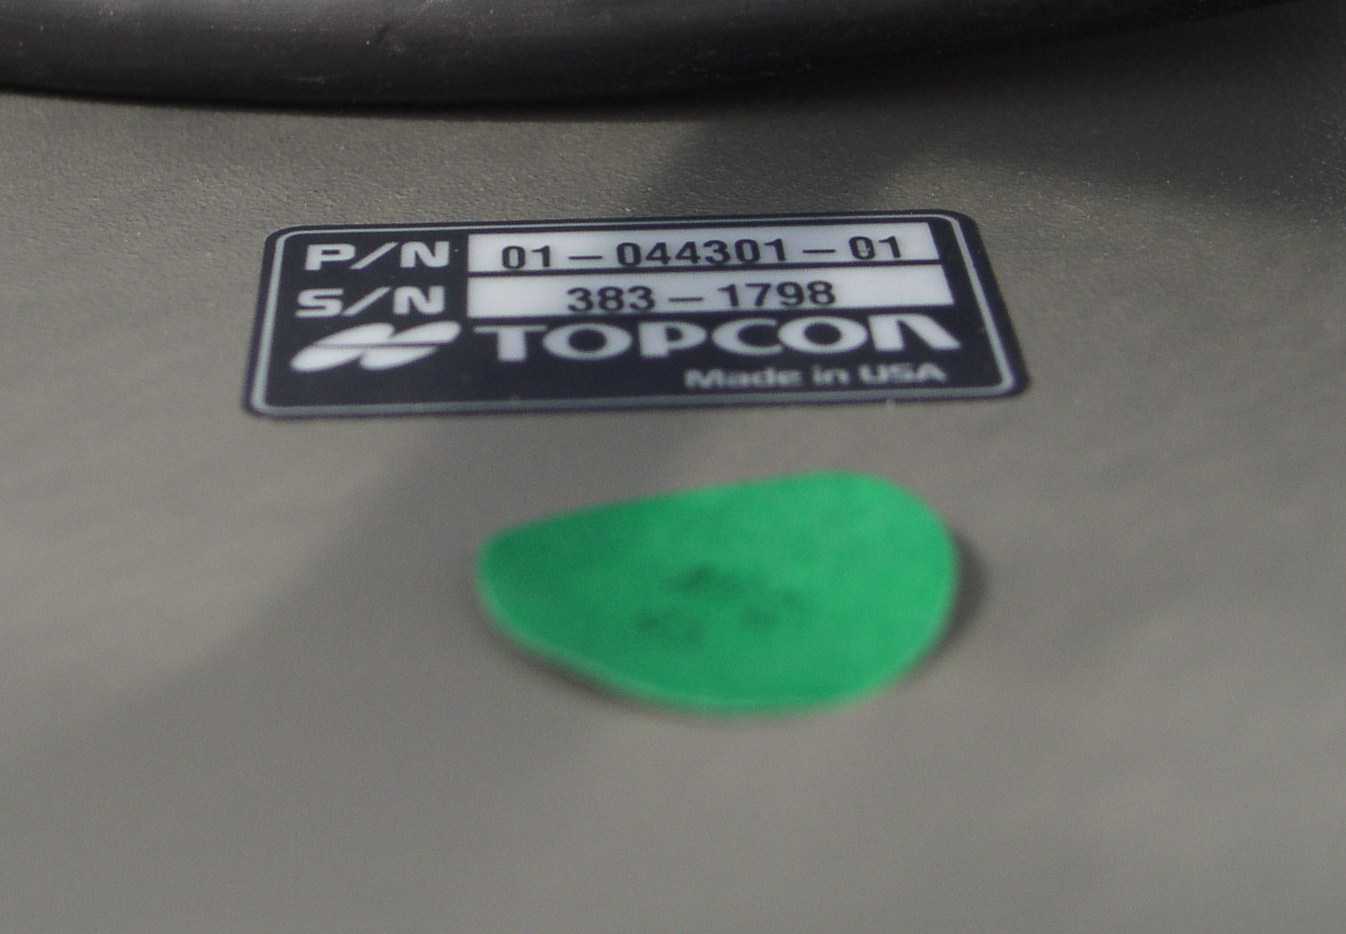 P/N 01-044301-01
S/N 383-1798
TOPCON
Made in USA